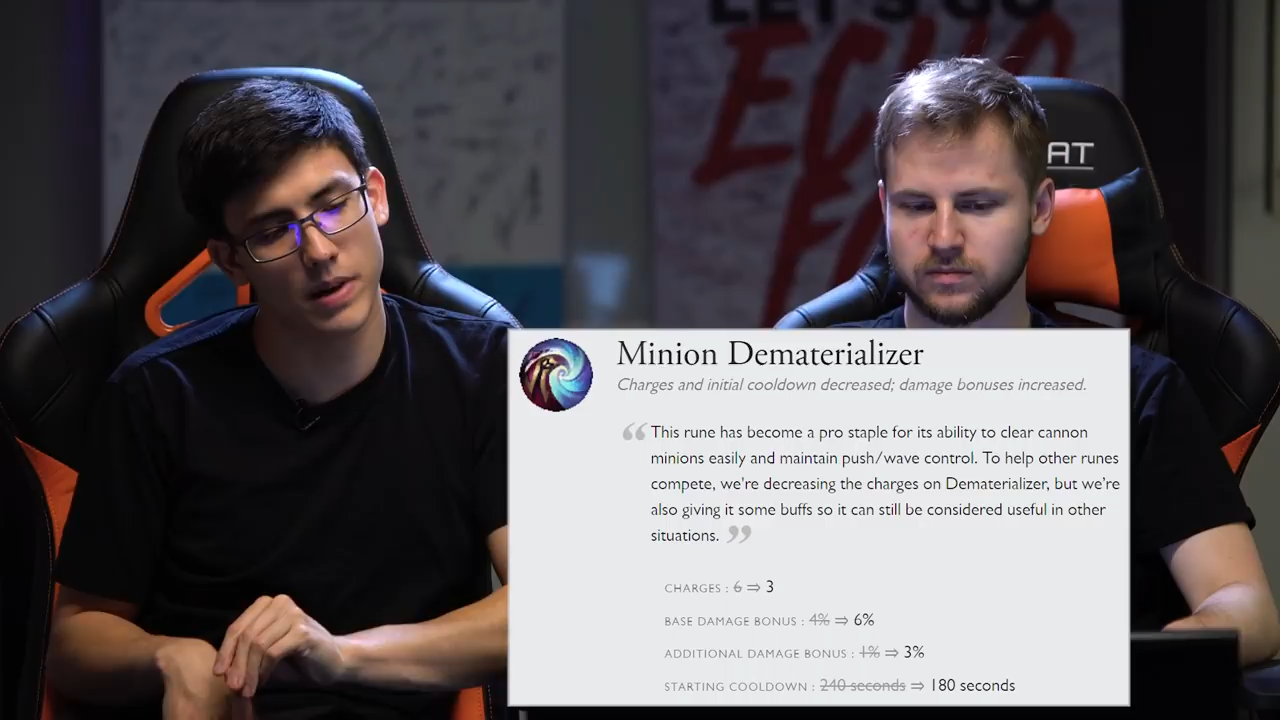 LET'S GO
ECHO
AT
Minion Dematerializer
Charges and initial cooldown decreased; damage bonuses increased.
“ This rune has become a pro staple for its ability to clear cannon
minions easily and maintain push/wave control. To help other runes
compete, we're decreasing the charges on Dematerializer, but we're
also giving it some buffs so it can still be considered useful in other
situations. ”
CHARGES : 6 ⇒ 3
BASE DAMAGE BONUS : 4% ⇒ 6%
ADDITIONAL DAMAGE BONUS : 1% ⇒ 3%
STARTING COOLDOWN : 240 seconds ⇒ 180 seconds